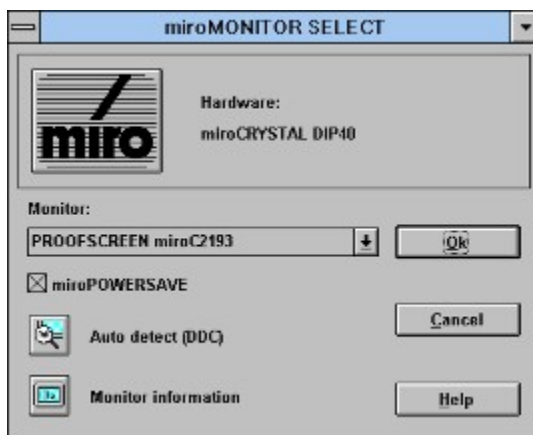 miroMONITOR SELECT
miro
Hardware:
miroCRYSTAL DIP40
Monitor:
PROOFSCREEN miroC2193
Ok
miroPOWERSAVE
Auto detect (DDC)
Cancel
Monitor information
Help